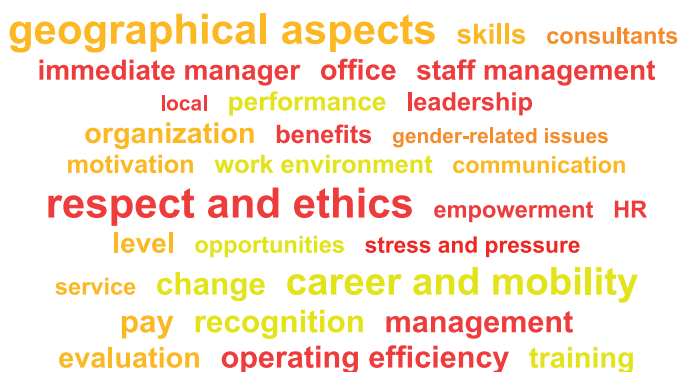 geographical aspects skills consultants
immediate manager office staff management
local performance leadership
organization benefits gender-related issues
motivation work environment communication
respect and ethics empowerment HR
level opportunities stress and pressure
service change career and mobility
pay recognition management
evaluation operating efficiency training